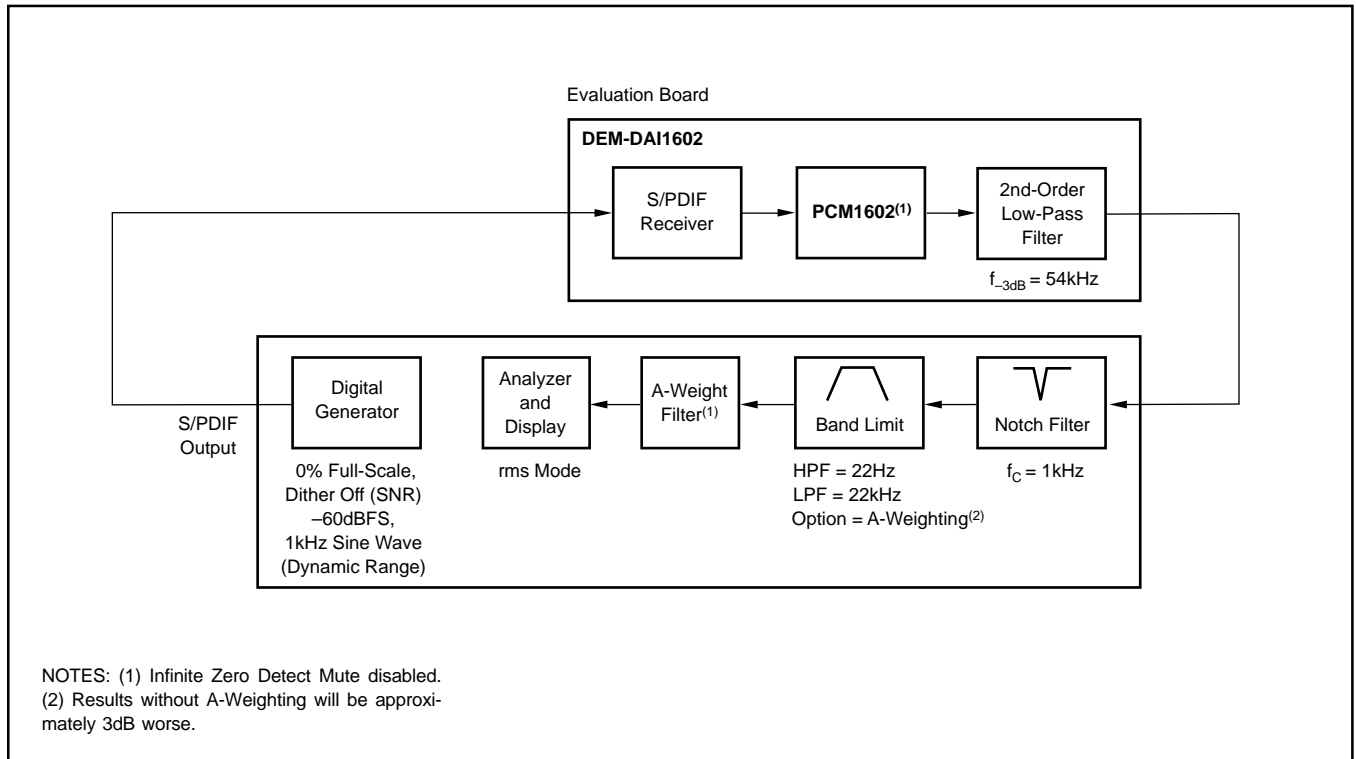 Evaluation Board
DEM-DAI1602
S/PDIF
Receiver
PCM1602(1)
2nd-Order
Low-Pass
Filter
f–3dB = 54kHz
S/PDIF
Output
Digital
Generator
0% Full-Scale,
Dither Off (SNR)
–60dBFS,
1kHz Sine Wave
(Dynamic Range)
Analyzer
and
Display
rms Mode
A-Weight
Filter(1)
Band Limit
HPF = 22Hz
LPF = 22kHz
Option = A-Weighting(2)
Notch Filter
fC = 1kHz
NOTES: (1) Infinite Zero Detect Mute disabled.
(2) Results without A-Weighting will be approxi-
mately 3dB worse.